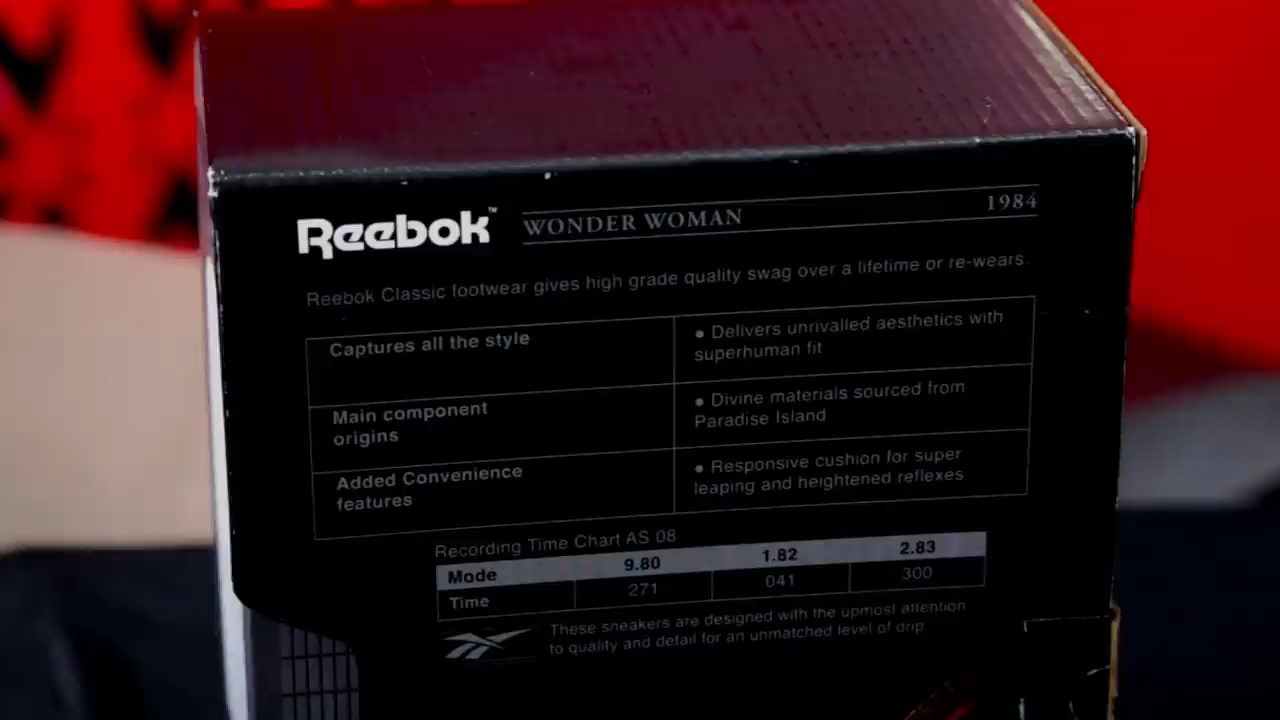 Reebok™ WONDER WOMAN 1984
Reebok Classic footwear gives high grade quality swag over a lifetime or re-wears.
Captures all the style
• Delivers unrivalled aesthetics with
superhuman fit
Main component
origins
• Divine materials sourced from
Paradise Island
Added Convenience
features
• Responsive cushion for super
leaping and heightened reflexes
Recording Time Chart AS 08
Mode 9.80 1.82 2.83
Time 271 041 300
These sneakers are designed with the upmost attention
to quality and detail for an unmatched level of drip